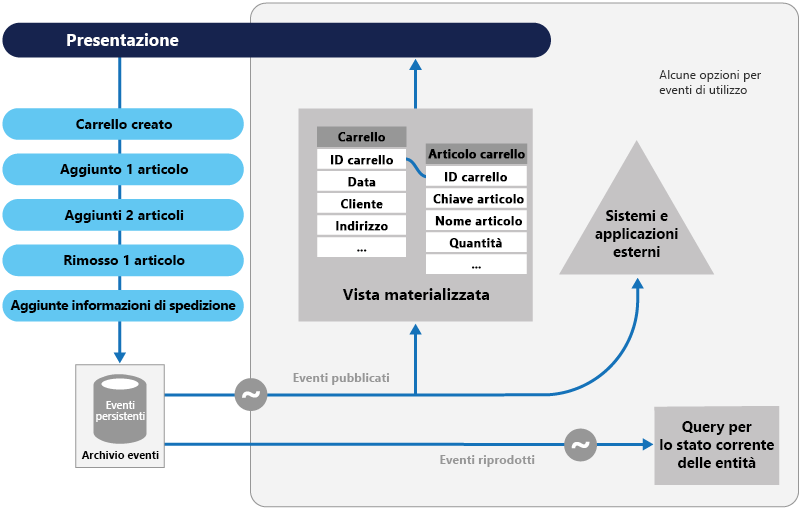 Presentazione
Alcune opzioni per
eventi di utilizzo
Carrello creato
Aggiunto 1 articolo
Aggiunti 2 articoli
Rimosso 1 articolo
Aggiunte informazioni di spedizione
Carrello
ID carrello
Data
Cliente
Indirizzo
...
Articolo carrello
ID carrello
Chiave articolo
Nome articolo
Quantità
...
Vista materializzata
Sistemi e
applicazioni
esterni
Eventi
persistenti
Archivio eventi
~
Eventi pubblicati
~
Eventi riprodotti
Query per
lo stato corrente
delle entità